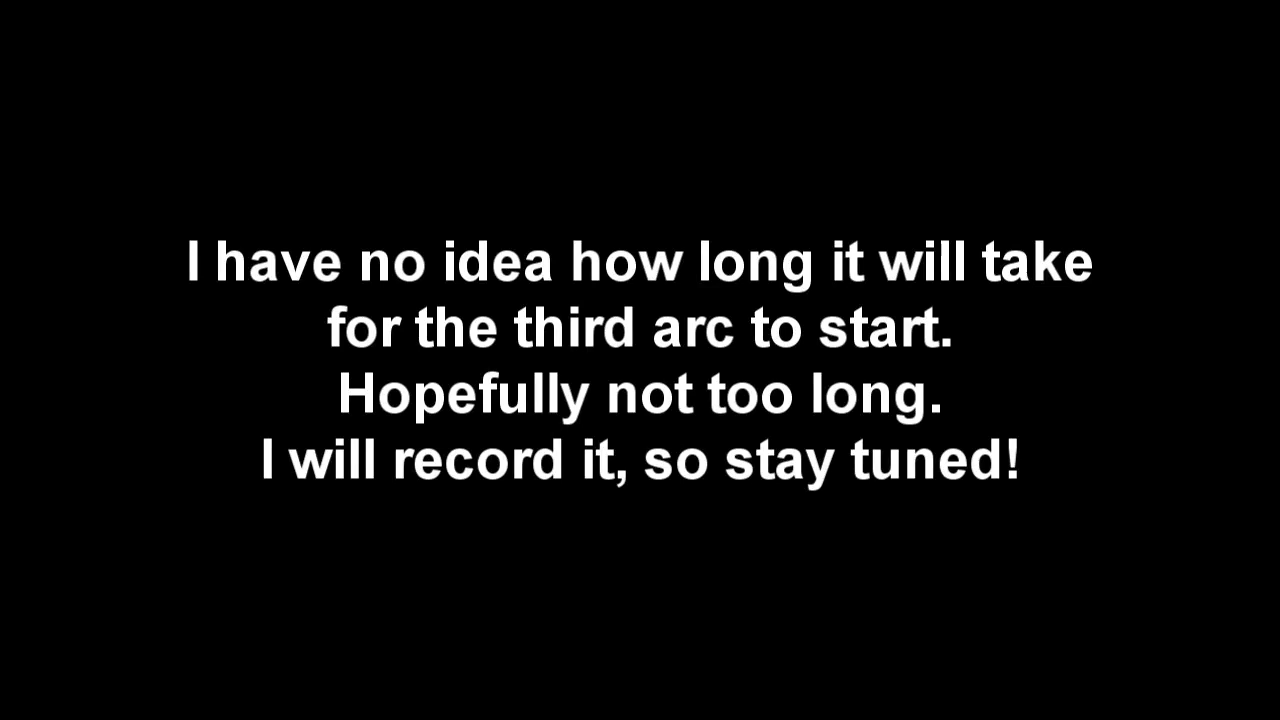 I have no idea how long it will take
for the third arc to start.
Hopefully not too long.
I will record it, so stay tuned!